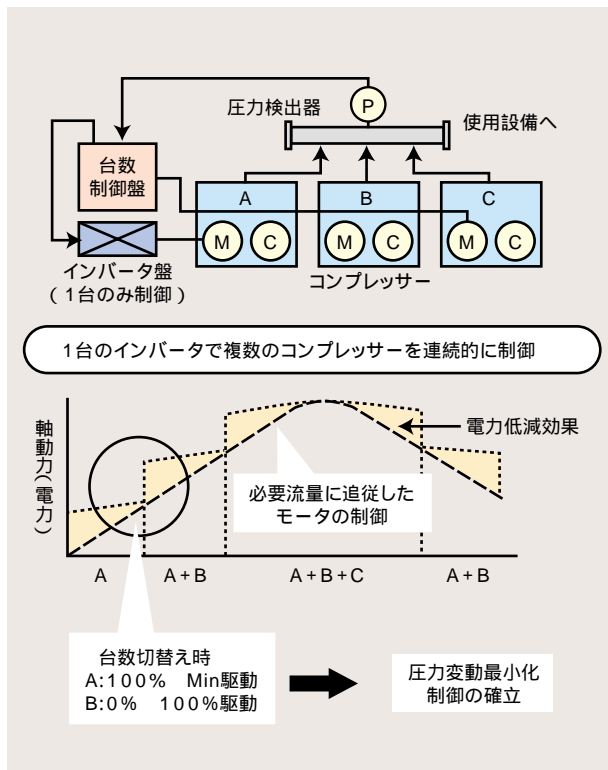 P
圧力検出器
使用設備へ
台数
制御盤
A
B
C
M
C
M
C
M
C
インバータ盤
(1台のみ制御)
コンプレッサー
1台のインバータで複数のコンプレッサーを連続的に制御
軸動力(電力)
電力低減効果
必要流量に追従した
モータの制御
A
A+B
A+B+C
A+B
台数切替え時
A:100% Min駆動
B:0% 100%駆動
圧力変動最小化
制御の確立